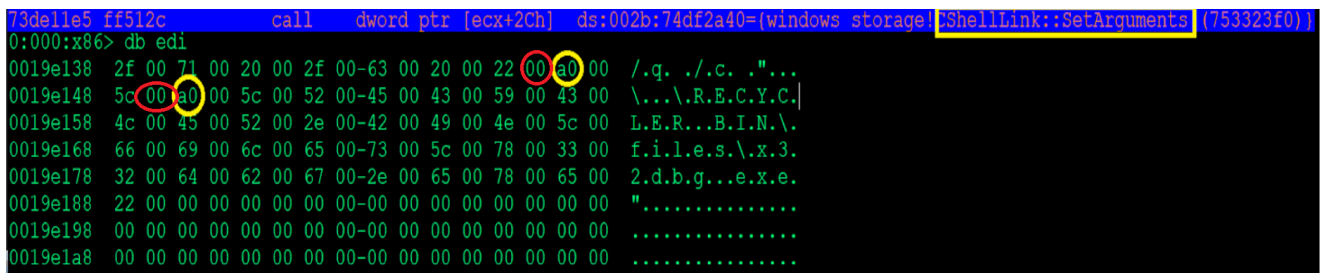 73de11e5 ff512c call dword ptr [ecx+2Ch] ds:002b:74df2a40={windows_storage!CShellLink::SetArguments (753323f0)}
0:000:x86> db edi
0019e138 2f 00 71 00 20 00 2f 00-63 00 20 00 22 00 a0 00 /.q. ./.c. ."...
0019e148 5c 00 a0 00 5c 00 52 00-45 00 43 00 59 00 43 00 \...\.R.E.C.Y.C.
0019e158 4c 00 45 00 52 00 2e 00-42 00 49 00 4e 00 5c 00 L.E.R...B.I.N.\.
0019e168 66 00 69 00 6c 00 65 00-73 00 5c 00 78 00 33 00 f.i.l.e.s.\.x.3.
0019e178 32 00 64 00 62 00 67 00-2e 00 65 00 78 00 65 00 2.d.b.g...e.x.e.
0019e188 22 00 00 00 00 00 00 00-00 00 00 00 00 00 00 00 "...............
0019e198 00 00 00 00 00 00 00 00-00 00 00 00 00 00 00 00 ................
0019e1a8 00 00 00 00 00 00 00 00-00 00 00 00 00 00 00 00 ................